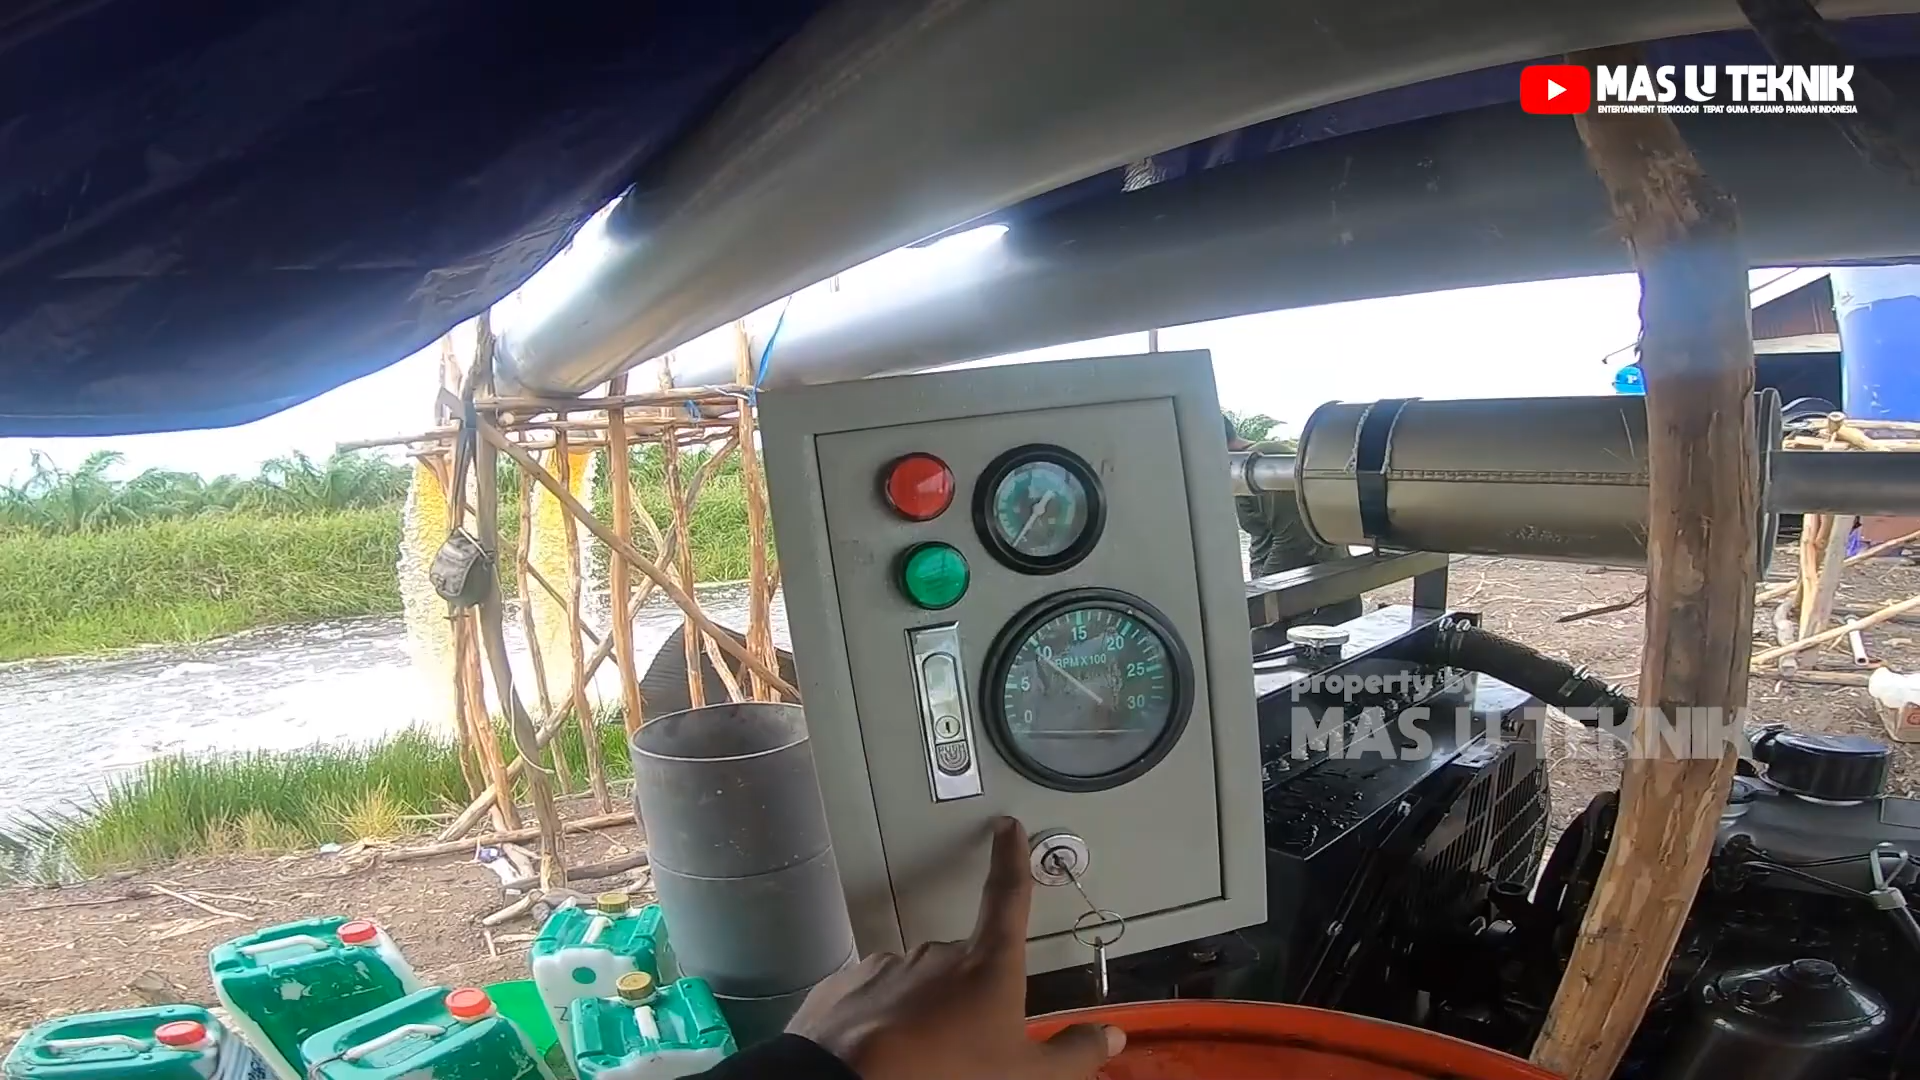 MAS U TEKNIK
ENTERTAINMENT TEKNOLOGI TEPAT GUNA PEJUANG PANGAN INDONESIA
0
5
10
15
20
25
30
RPM X 100
PUSH
property by
MAS U TEKNIK